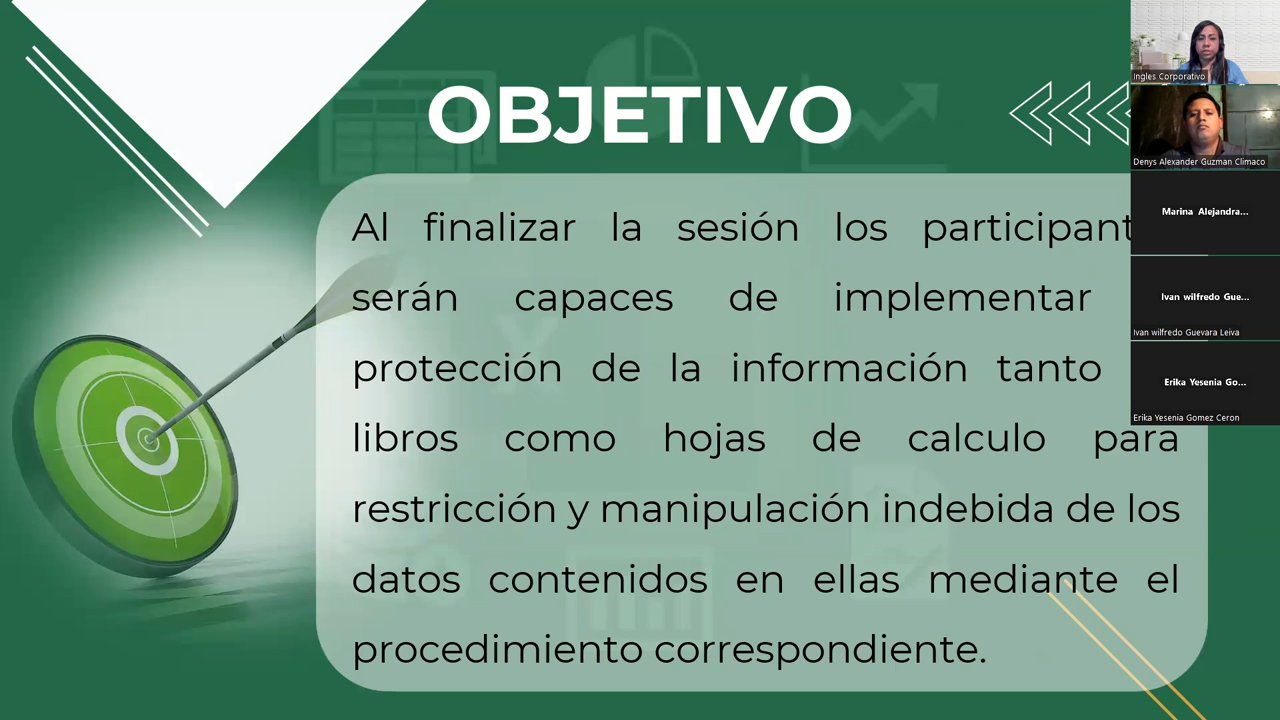 OBJETIVO
Al finalizar la sesión los participant
serán capaces de implementar
protección de la información tanto
libros como hojas de calculo para
restricción y manipulación indebida de los
datos contenidos en ellas mediante el
procedimiento correspondiente.
Ingles Corporativo
Denys Alexander Guzman Climaco
Marina Alejandra...
Ivan wilfredo Gue...
Ivan wilfredo Guevara Leiva
Erika Yesenia Go...
Erika Yesenia Gomez Ceron